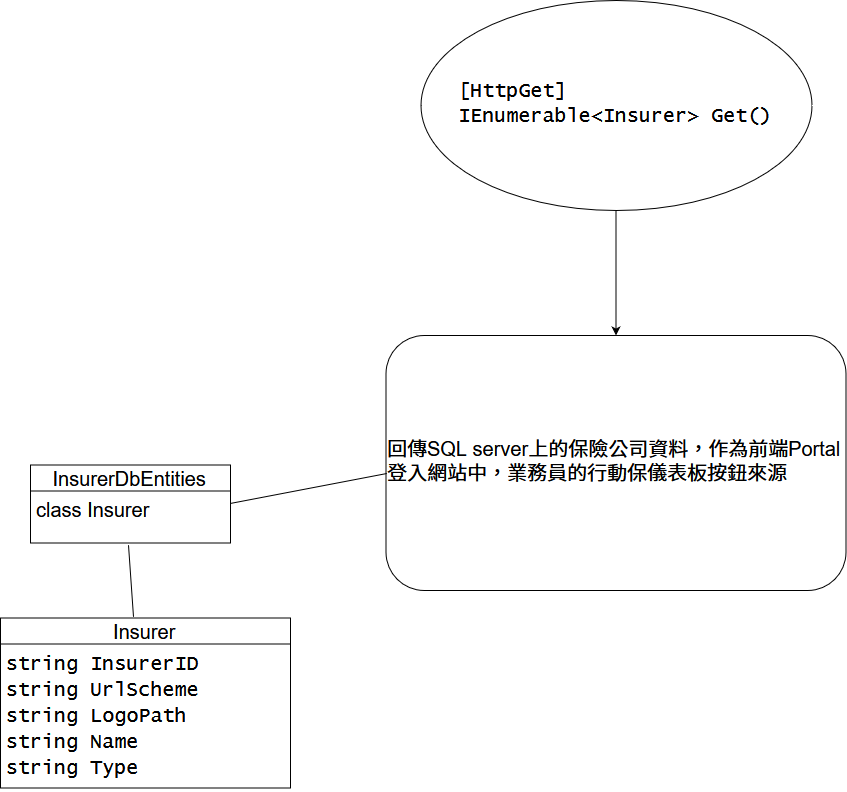 [HttpGet]
IEnumerable<Insurer> Get()
回傳SQL server上的保險公司資料，作為前端Portal
登入網站中，業務員的行動保儀表板按鈕來源
InsurerDbEntities
class Insurer
Insurer
string InsurerID
string UrlScheme
string LogoPath
string Name
string Type